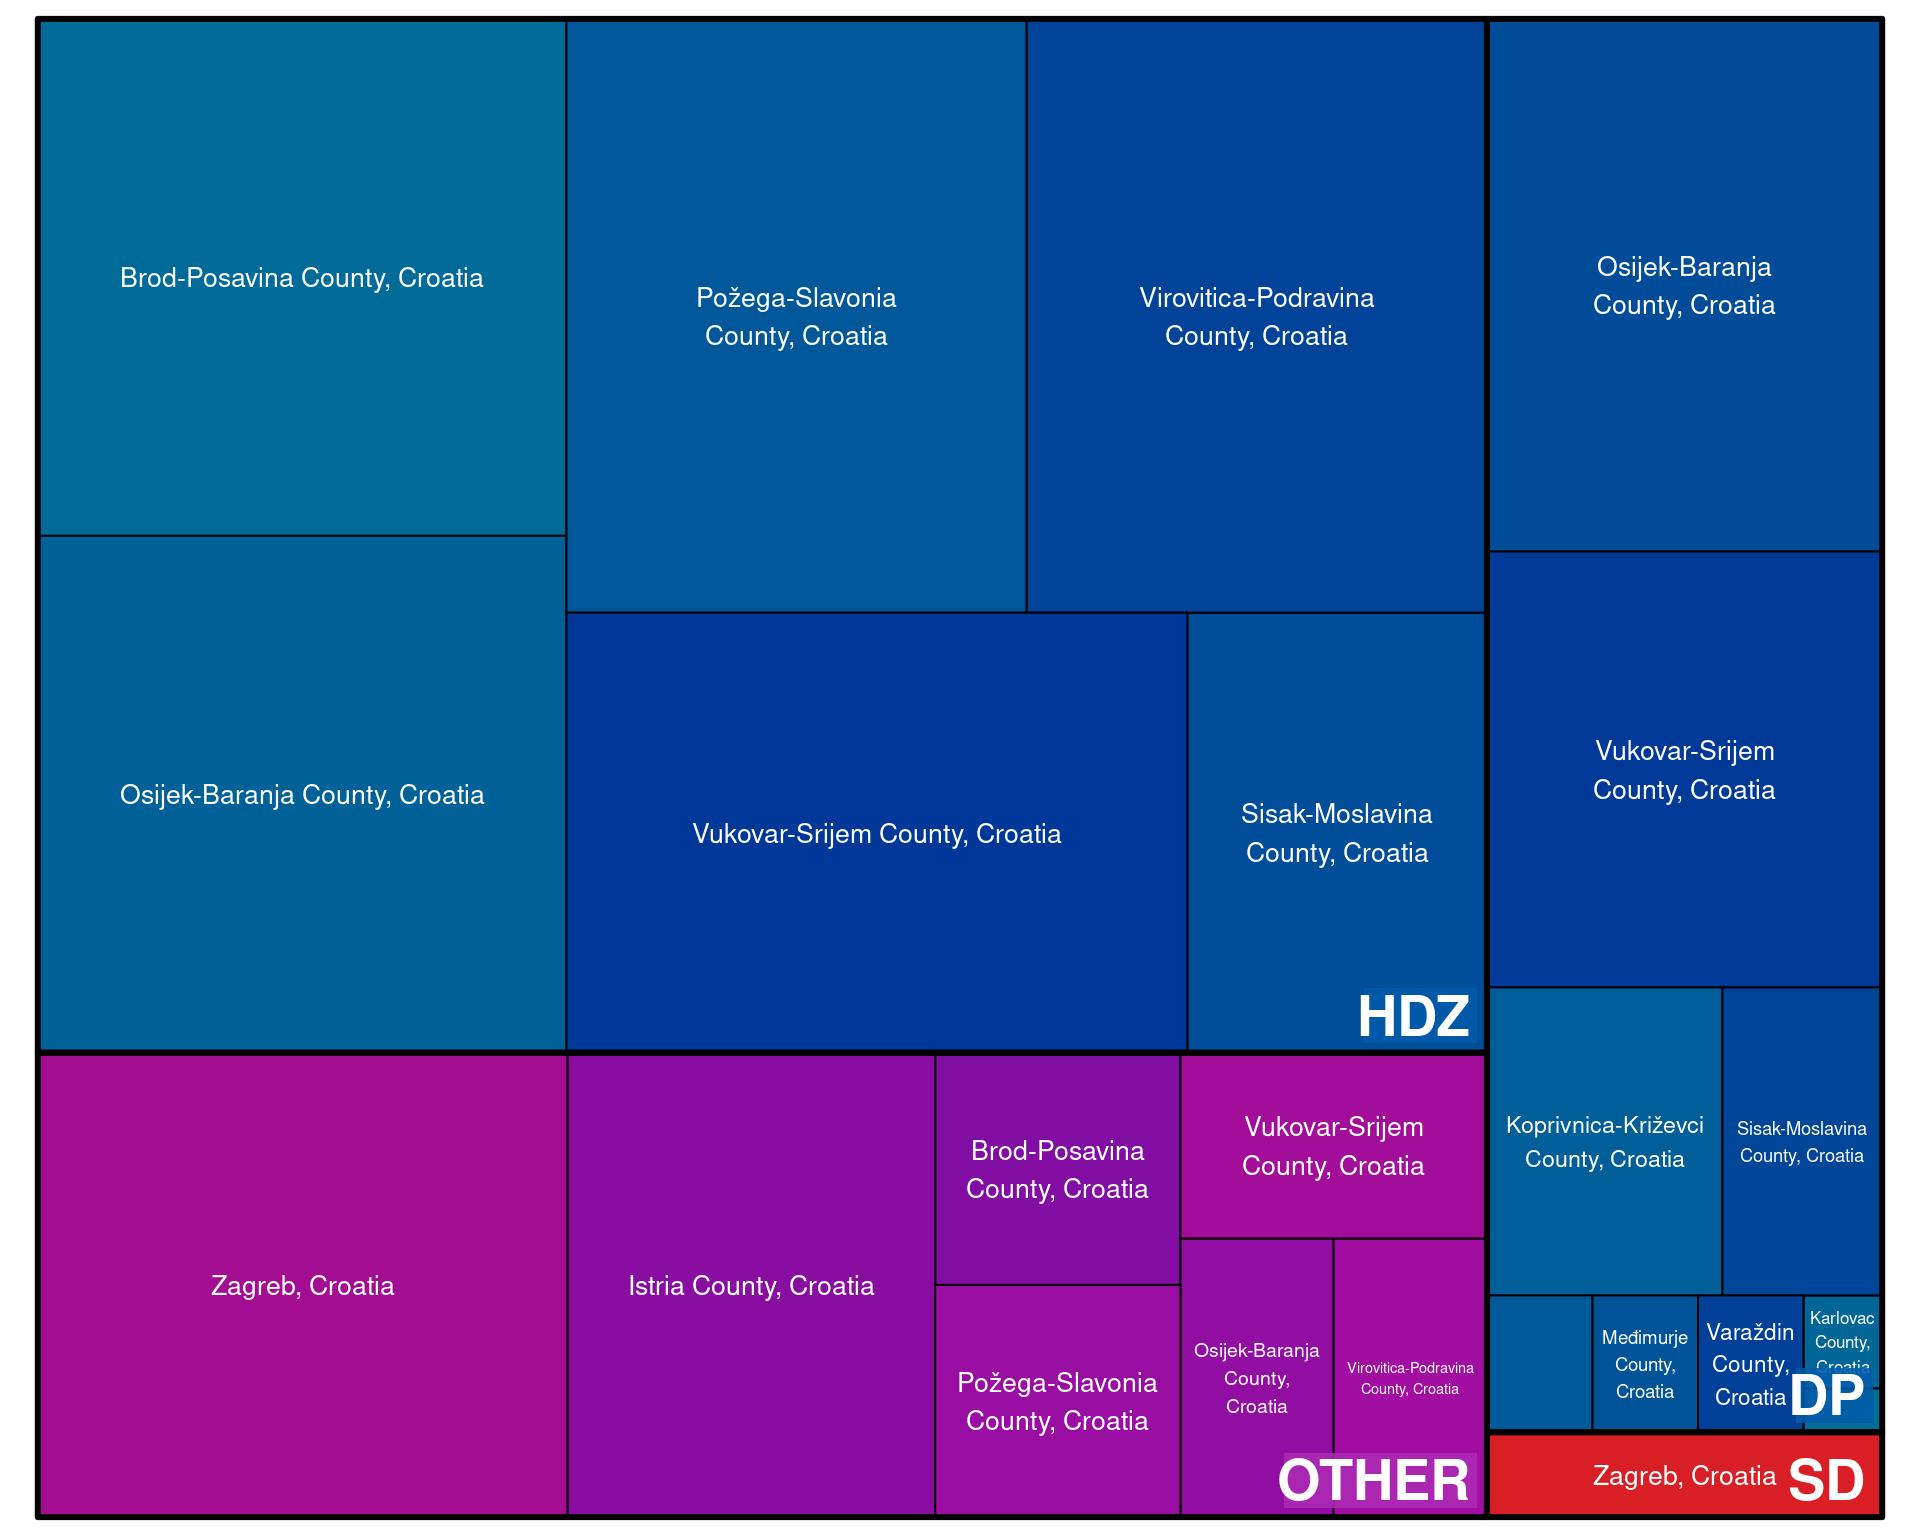 Brod-Posavina County, Croatia
Požega-Slavonia
County, Croatia
Virovitica-Podravina
County, Croatia
Osijek-Baranja
County, Croatia
Osijek-Baranja County, Croatia
Vukovar-Srijem County, Croatia
Sisak-Moslavina
County, Croatia
HDZ
Vukovar-Srijem
County, Croatia
Koprivnica-Križevci
County, Croatia
Sisak-Moslavina
County, Croatia
Međimurje
County,
Croatia
Varaždin
County,
Croatia
Karlovac
County,
Croatia
DP
Zagreb, Croatia
Istria County, Croatia
Brod-Posavina
County, Croatia
Požega-Slavonia
County, Croatia
Vukovar-Srijem
County, Croatia
Osijek-Baranja
County,
Croatia
Virovitica-Podravina
County, Croatia
OTHER
Zagreb, Croatia
SD